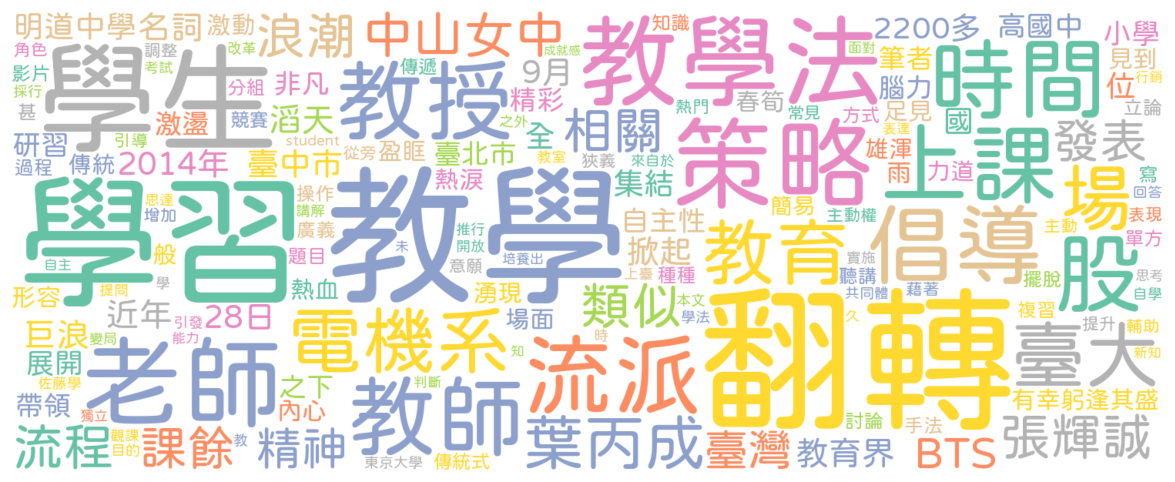 明道中學名詞 激動 浪潮 中山女中 知識 教學法 2200多 高國中 小學
角色 調整 成就感 面對 筆者 時間 見到
影片 改革 學生 教授 傳遞 9月 腦力 位 行銷
採行 考試 分組 非凡 精彩 熱門 春筍 常見 方式 足見 立論
甚 激盪 競賽 滔天 之外 全 相關 策略 表達 雄渾 國 上課 發表
研習 引導 student 教室 狹義 來自於 雨 力道 寫
過程 傳統 2014年 臺中市 從旁 盈眶 臺北市 集結 簡易 主動權 場 回答
思達 操作 熱淚 自主性 倡導 主動 表現
學習 增加 講解 教學 推行 掀起 教育 實施 單方
廣義 未 開放 聽講 股
般 題目 意願 培養出 上臺 種種 擺脫 思考
自主 提問 學 熱血 湧現 類似 本文 共同體 藉著 自學
形容 近年 引發 28日 場面 學法 翻轉 久 複習
巨浪 變局 能力 電機系 知 時 提升 輔助
展開 老師 之下 判斷 流派 臺大 新知
佐藤學 教師 有幸躬逢其盛
帶領 獨立 內心 葉丙成 討論 手法
流程 觀課 目的 課餘 教 精神 臺灣 教育界 BTS 張輝誠
東京大學 傳統式